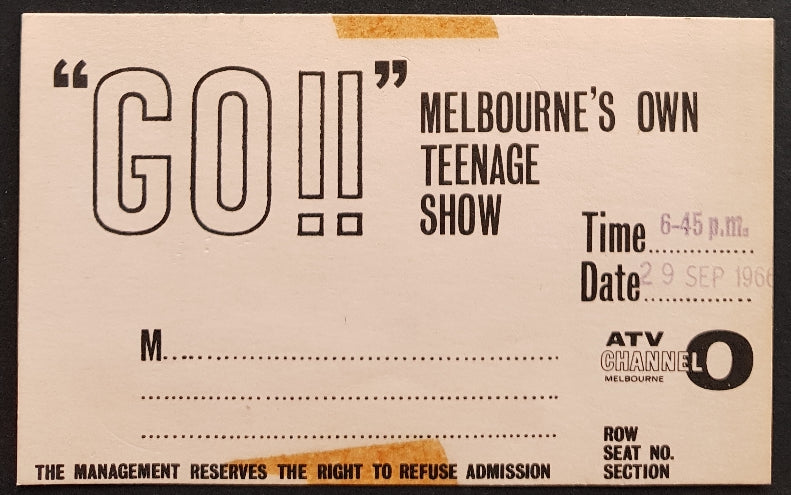 “GO!!”
MELBOURNE’S OWN
TEENAGE
SHOW
Time 6-45 p.m.
Date 29 SEP 1966
M
ATV
CHANNEL 0
MELBOURNE
ROW
SEAT NO.
SECTION
THE MANAGEMENT RESERVES THE RIGHT TO REFUSE ADMISSION